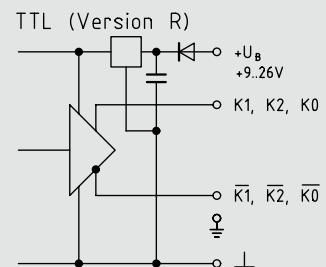 TTL (Version R)
+U_B
+9..26V
K1, K2, K0
K̅1̅, K̅2̅, K̅0̅